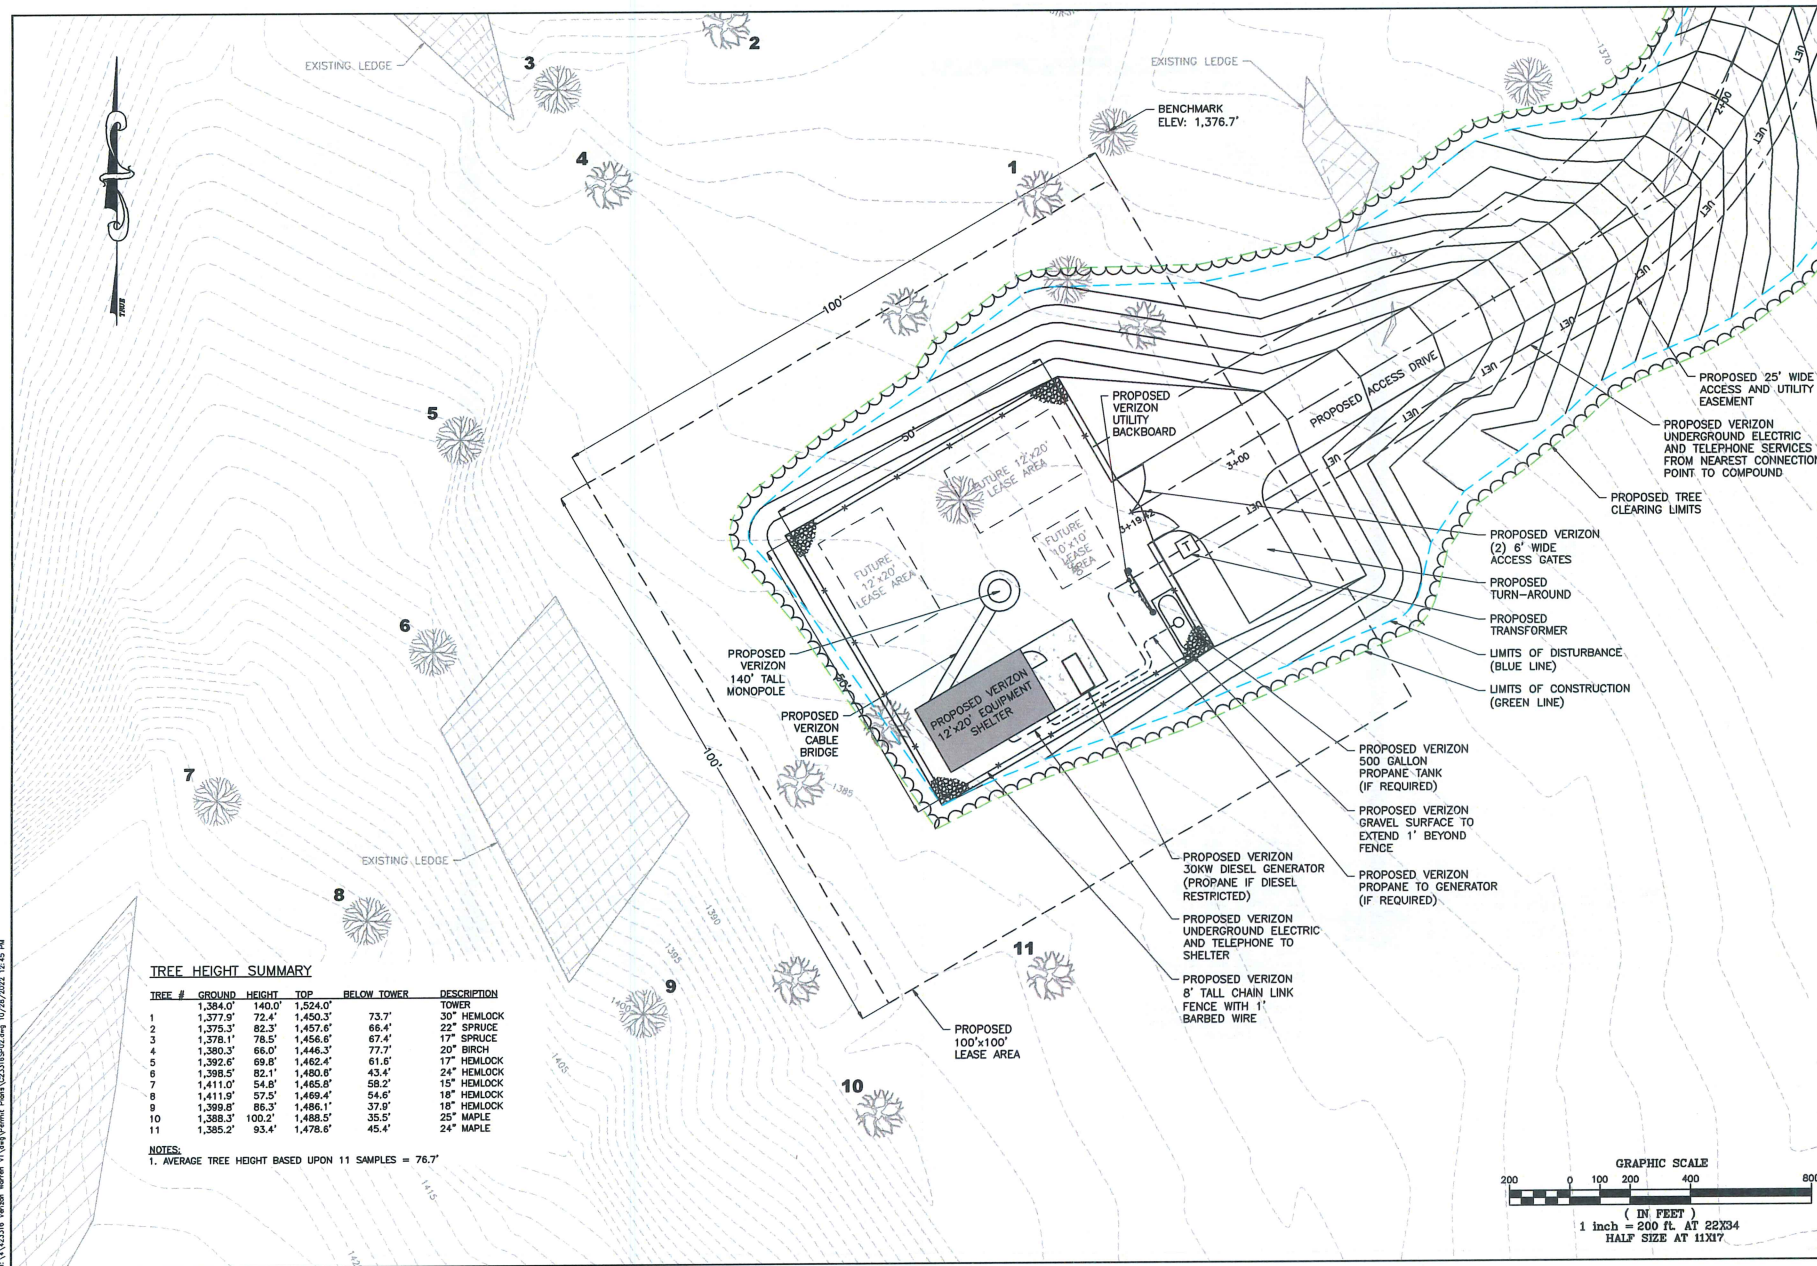 EXISTING LEDGE
3
2
4
BENCHMARK
ELEV: 1,376.7'
EXISTING LEDGE
1370
1
1375
2+00
UET
UET
UET
UET
UET
UET
UET
UET
UET
TRUE
100'
PROPOSED ACCESS DRIVE
PROPOSED
VERIZON
UTILITY
BACKBOARD
50'
FUTURE 12'x20'
LEASE AREA
3+00
3+19.42
FUTURE
10'x10'
LEASE
AREA
FUTURE
12'x20'
LEASE AREA
T
PROPOSED 25' WIDE
ACCESS AND UTILITY
EASEMENT
PROPOSED VERIZON
UNDERGROUND ELECTRIC
AND TELEPHONE SERVICES
FROM NEAREST CONNECTION
POINT TO COMPOUND
PROPOSED TREE
CLEARING LIMITS
PROPOSED VERIZON
(2) 6' WIDE
ACCESS GATES
PROPOSED
TURN-AROUND
PROPOSED
TRANSFORMER
LIMITS OF DISTURBANCE
(BLUE LINE)
LIMITS OF CONSTRUCTION
(GREEN LINE)
5
6
PROPOSED
VERIZON
140' TALL
MONOPOLE
50'
PROPOSED
VERIZON
CABLE
BRIDGE
PROPOSED VERIZON
12'x20' EQUIPMENT
SHELTER
100'
1385
7
EXISTING LEDGE
8
1390
1395
PROPOSED VERIZON
500 GALLON
PROPANE TANK
(IF REQUIRED)
PROPOSED VERIZON
GRAVEL SURFACE TO
EXTEND 1' BEYOND
FENCE
PROPOSED VERIZON
PROPANE TO GENERATOR
(IF REQUIRED)
PROPOSED VERIZON
30KW DIESEL GENERATOR
(PROPANE IF DIESEL
RESTRICTED)
PROPOSED VERIZON
UNDERGROUND ELECTRIC
AND TELEPHONE TO
SHELTER
PROPOSED VERIZON
8' TALL CHAIN LINK
FENCE WITH 1'
BARBED WIRE
11
9
PROPOSED
100'x100'
LEASE AREA
10
1405
1415
TREE HEIGHT SUMMARY
TREE # GROUND HEIGHT TOP BELOW TOWER DESCRIPTION
1,384.0' 140.0' 1,524.0' TOWER
1 1,377.9' 72.4' 1,450.3' 73.7' 30" HEMLOCK
2 1,375.3' 82.3' 1,457.6' 66.4' 22" SPRUCE
3 1,378.1' 78.5' 1,456.6' 67.4' 17" SPRUCE
4 1,380.3' 66.0' 1,446.3' 77.7' 20" BIRCH
5 1,392.6' 69.8' 1,462.4' 61.6' 17" HEMLOCK
6 1,398.5' 82.1' 1,480.6' 43.4' 24" HEMLOCK
7 1,411.0' 54.8' 1,465.8' 58.2' 15" HEMLOCK
8 1,411.9' 57.5' 1,469.4' 54.6' 18" HEMLOCK
9 1,399.8' 86.3' 1,486.1' 37.9' 18" HEMLOCK
10 1,388.3' 100.2' 1,488.5' 35.5' 25" MAPLE
11 1,385.2' 93.4' 1,478.6' 45.4' 24" MAPLE
NOTES:
1. AVERAGE TREE HEIGHT BASED UPON 11 SAMPLES = 76.7'
GRAPHIC SCALE
200 0 100 200 400 800
( IN FEET )
1 inch = 200 ft. AT 22X34
HALF SIZE AT 11X17